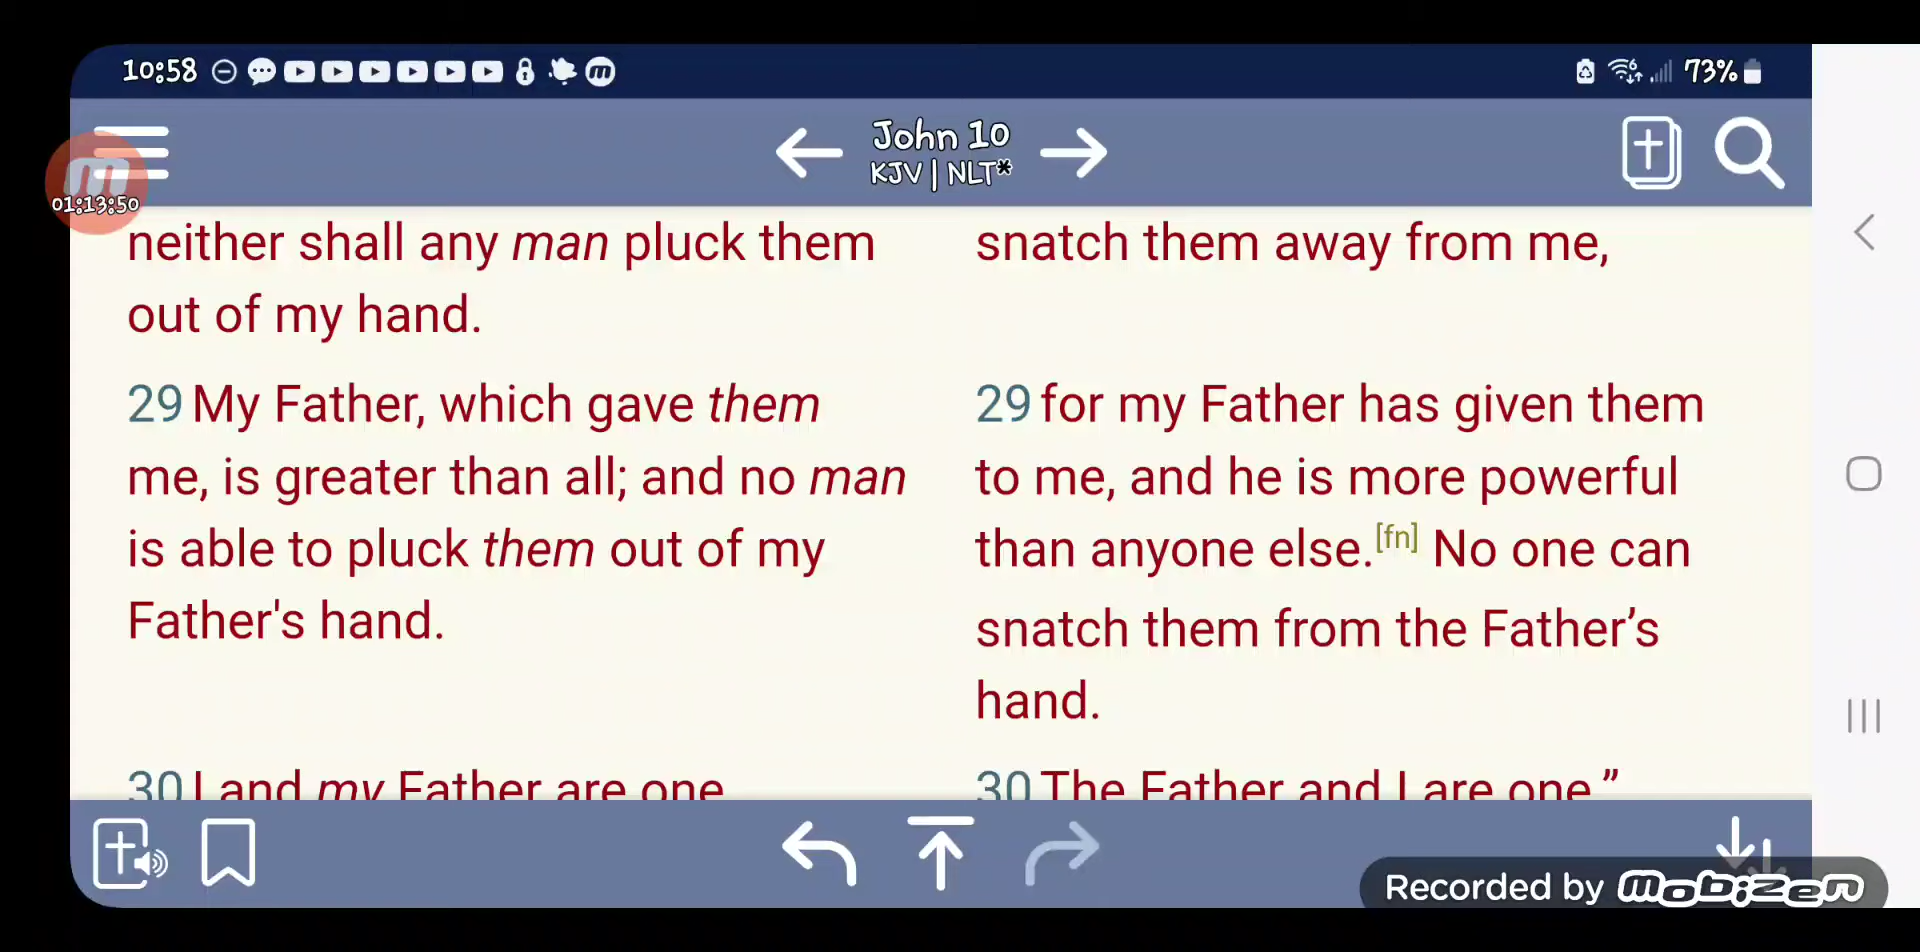 10:58
73%
John 10
KJV | NLT*
01:13:50
neither shall any man pluck them
out of my hand.
29 My Father, which gave them
me, is greater than all; and no man
is able to pluck them out of my
Father's hand.
30 I and my Father are one
snatch them away from me,
29 for my Father has given them
to me, and he is more powerful
than anyone else.[fn] No one can
snatch them from the Father’s
hand.
30 The Father and I are one.”
Recorded by Mobizen